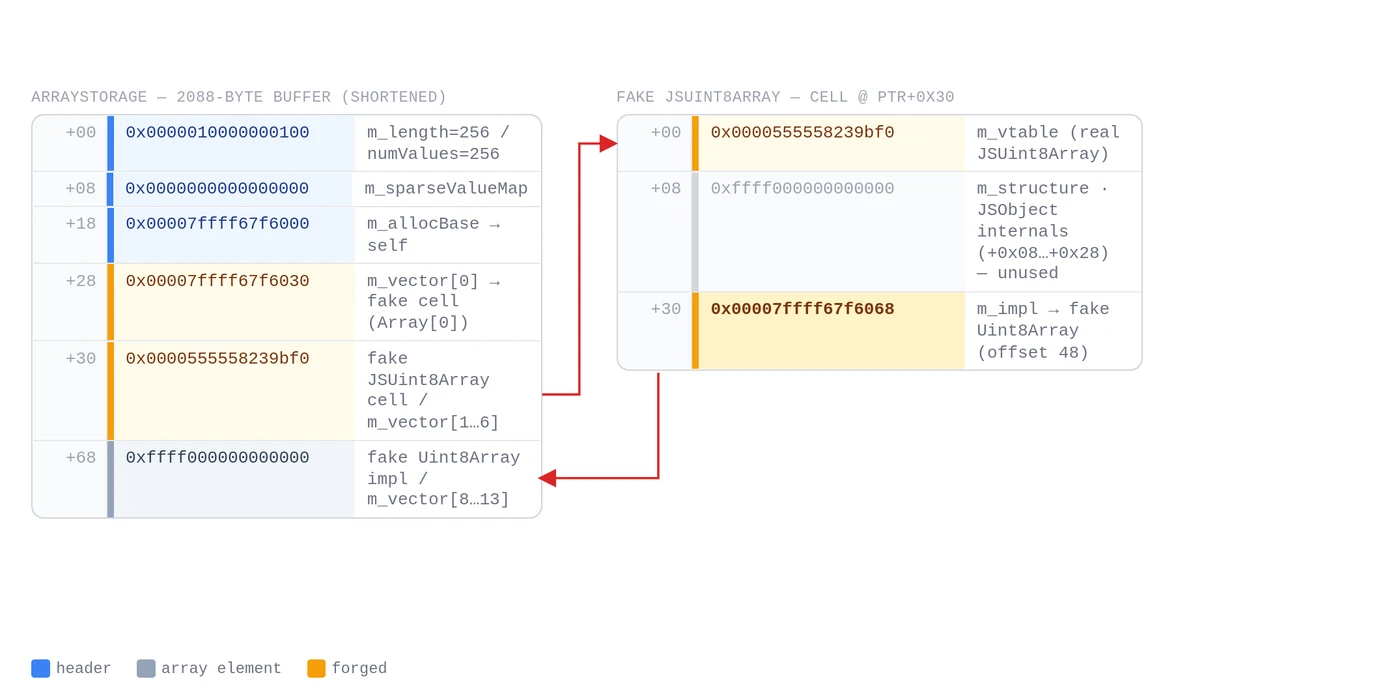 ARRAYSTORAGE — 2088-BYTE BUFFER (SHORTENED)
+00 0x0000010000000100 m_length=256 /
numValues=256
+08 0x0000000000000000 m_sparseValueMap
+18 0x00007ffff67f6000 m_allocBase →
self
+28 0x00007ffff67f6030 m_vector[0] →
fake cell
(Array[0])
+30 0x0000555558239bf0 fake
JSUint8Array
cell /
m_vector[1…6]
+68 0xffff000000000000 fake Uint8Array
impl /
m_vector[8…13]
FAKE JSUINT8ARRAY — CELL @ PTR+0X30
+00 0x0000555558239bf0 m_vtable (real
JSUint8Array)
+08 0xffff000000000000 m_structure ·
JSObject
internals
(+0x08…+0x28)
— unused
+30 0x00007ffff67f6068 m_impl → fake
Uint8Array
(offset 48)
header array element forged